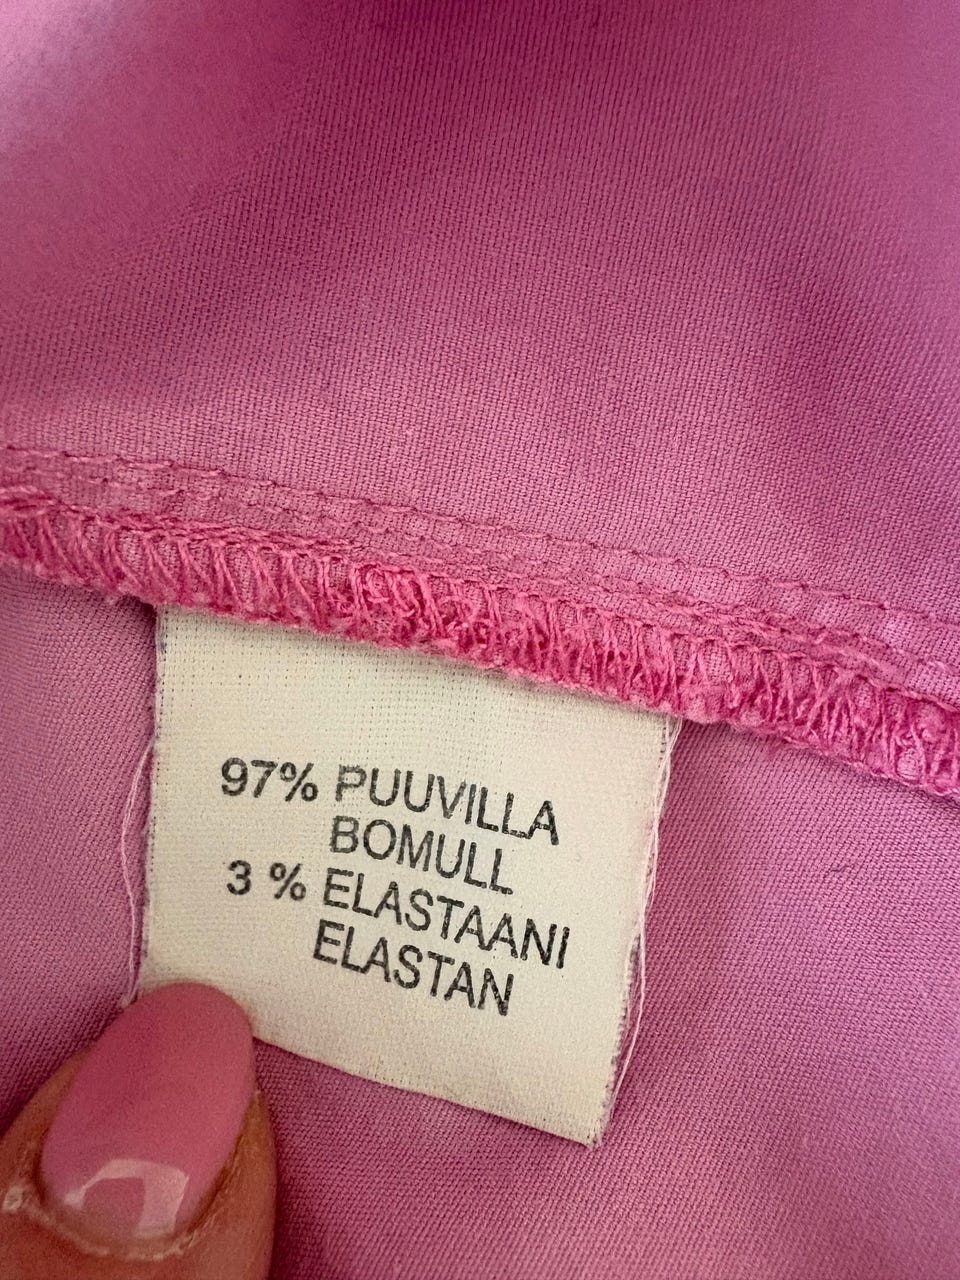 97% PUUVILLA
BOMULL
3 % ELASTAANI
ELASTAN